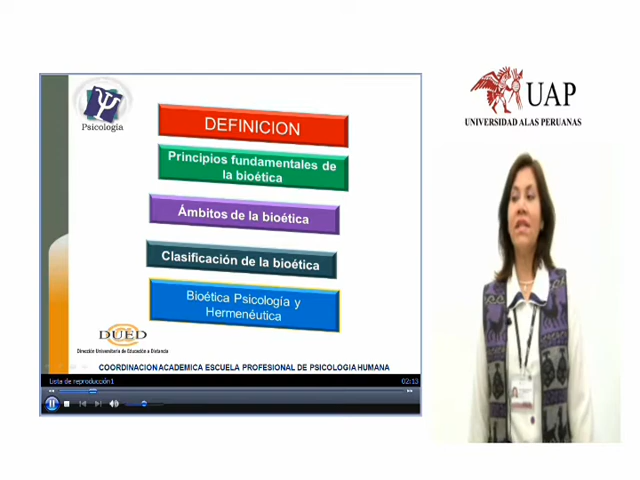 Psicología
DEFINICION
Principios fundamentales de
la bioética
Ámbitos de la bioética
Clasificación de la bioética
Bioética Psicología y
Hermenéutica
DUED
Dirección Universitaria de Educación a Distancia
COORDINACION ACADEMICA ESCUELA PROFESIONAL DE PSICOLOGIA HUMANA
Lista de reproducción1
02:13
UAP
UNIVERSIDAD ALAS PERUANAS